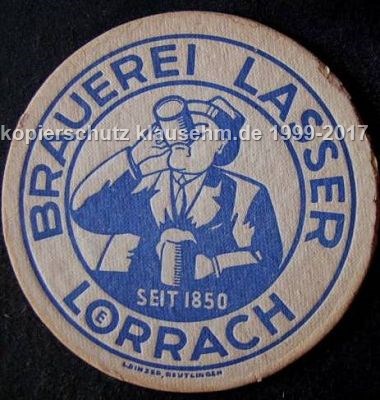 BRAUEREI LASSER
kopierschutz klausehm.de 1999-2017
SEIT 1850
LÖRRACH
E